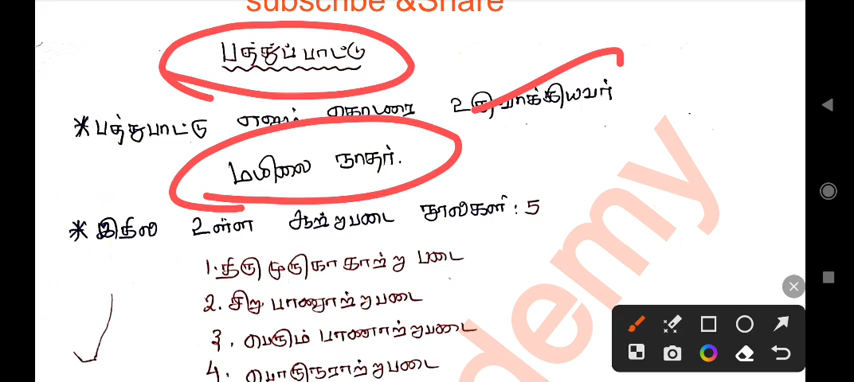 subscribe &Share
பத்துப்பாட்டு
* பத்துபாட்டு எனும் தொடரை உருவாக்கியவர்
மயிலை நாதர்.
* இதில் உள்ள ஆற்றுபடை நூல்கள் : 5
1. திரு முருகா காற்று படை
2. சிறு பாணாற்றுபடை
3. பெரும் பாணாற்றுபடை
4. பொருநராற்றுபடை
demy